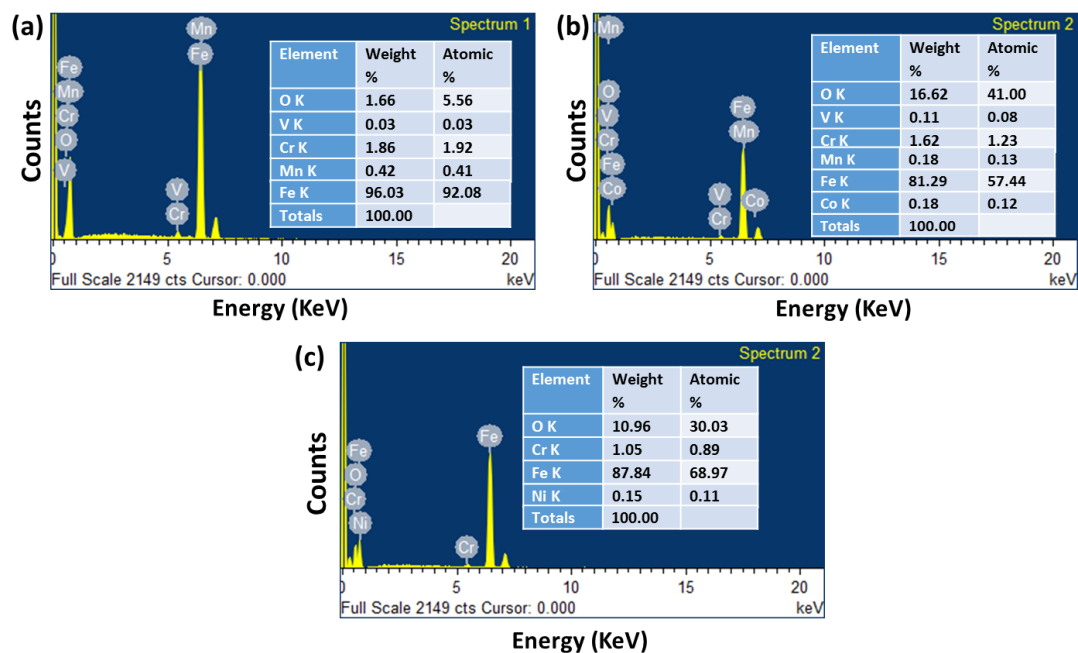 (a)
Spectrum 1
Mn
Fe
Fe
Mn
Cr
O
V
V
Cr
Counts
Element Weight % Atomic %
O K 1.66 5.56
V K 0.03 0.03
Cr K 1.86 1.92
Mn K 0.42 0.41
Fe K 96.03 92.08
Totals 100.00
0 5 10 15 20
Full Scale 2149 cts Cursor: 0.000 keV
Energy (KeV)
(b)
Spectrum 2
Mn
O
V
Cr
Fe
Co
Fe
Mn
V
Cr
Co
Counts
Element Weight % Atomic %
O K 16.62 41.00
V K 0.11 0.08
Cr K 1.62 1.23
Mn K 0.18 0.13
Fe K 81.29 57.44
Co K 0.18 0.12
Totals 100.00
0 5 10 15 20
Full Scale 2149 cts Cursor: 0.000 keV
Energy (KeV)
(c)
Spectrum 2
Fe
O
Cr
Ni
Fe
Cr
Counts
Element Weight % Atomic %
O K 10.96 30.03
Cr K 1.05 0.89
Fe K 87.84 68.97
Ni K 0.15 0.11
Totals 100.00
0 5 10 15 20
Full Scale 2149 cts Cursor: 0.000 keV
Energy (KeV)